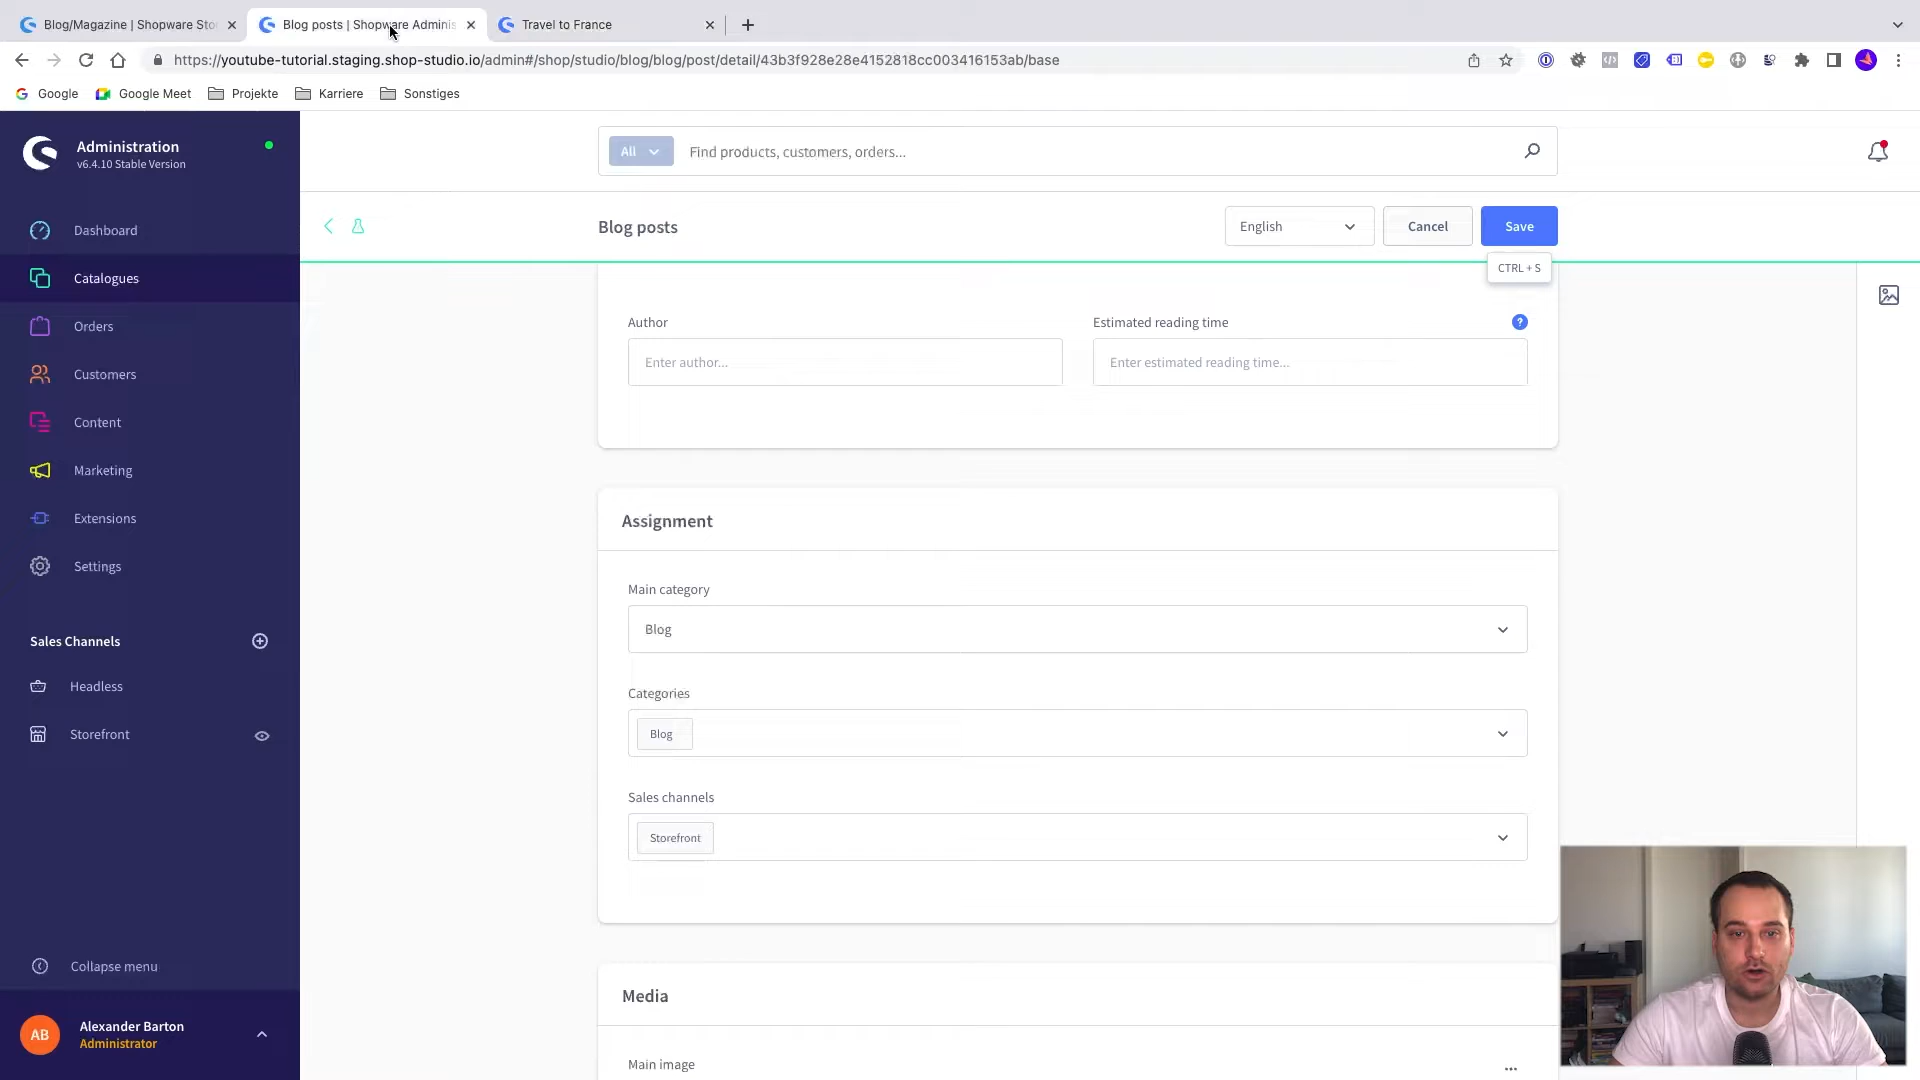 Blog/Magazine | Shopware Sto
Blog posts | Shopware Adminis
Travel to France
https://youtube-tutorial.staging.shop-studio.io/admin#/shop/studio/blog/blog/post/detail/43b3f928e28e4152818cc003416153ab/base
Google
Google Meet
Projekte
Karriere
Sonstiges
Administration
v6.4.10 Stable Version
All
Find products, customers, orders...
Blog posts
English
Cancel
Save
CTRL + S
Dashboard
Catalogues
Orders
Customers
Content
Marketing
Extensions
Settings
Sales Channels
Headless
Storefront
Collapse menu
AB
Alexander Barton
Administrator
Author
Estimated reading time
?
Enter author...
Enter estimated reading time...
Assignment
Main category
Blog
Categories
Blog
Sales channels
Storefront
Media
Main image